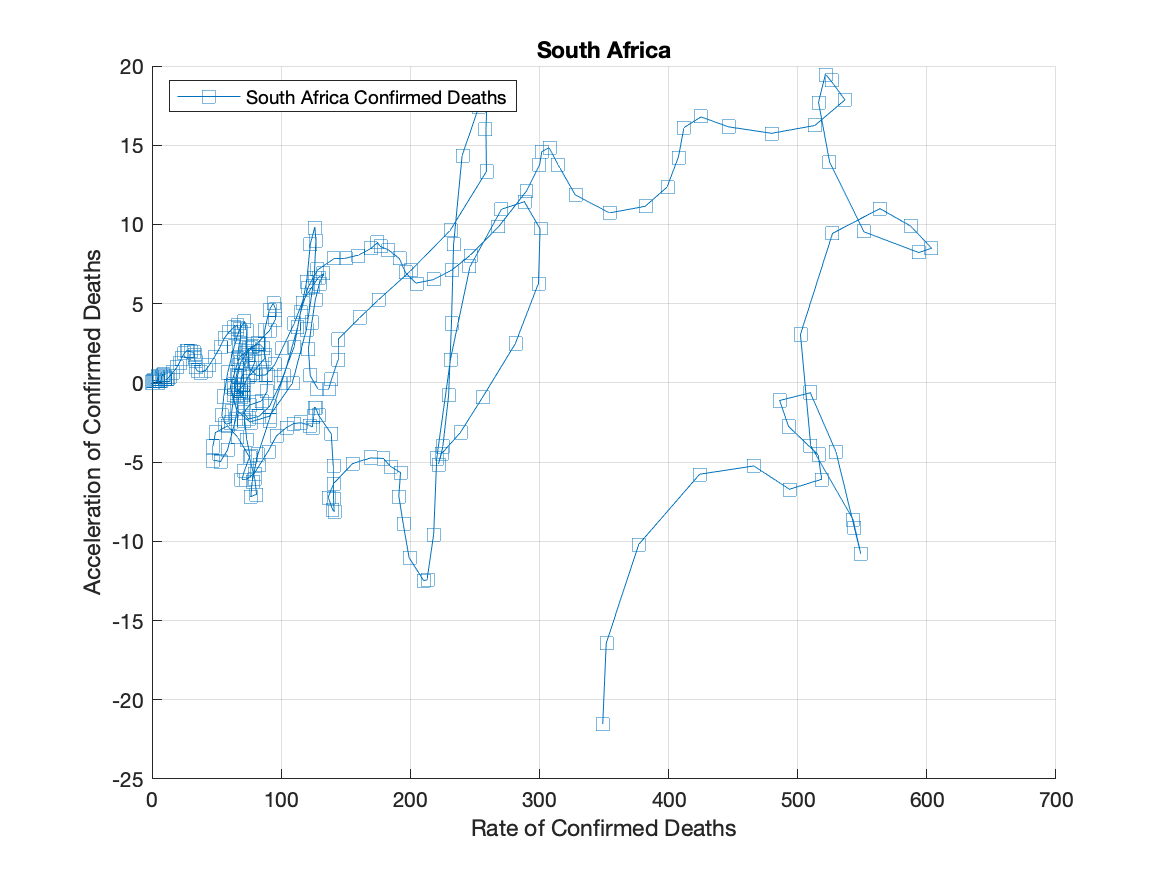 South Africa
South Africa Confirmed Deaths
20
15
10
5
0
-5
-10
-15
-20
-25
0 100 200 300 400 500 600 700
Acceleration of Confirmed Deaths
Rate of Confirmed Deaths